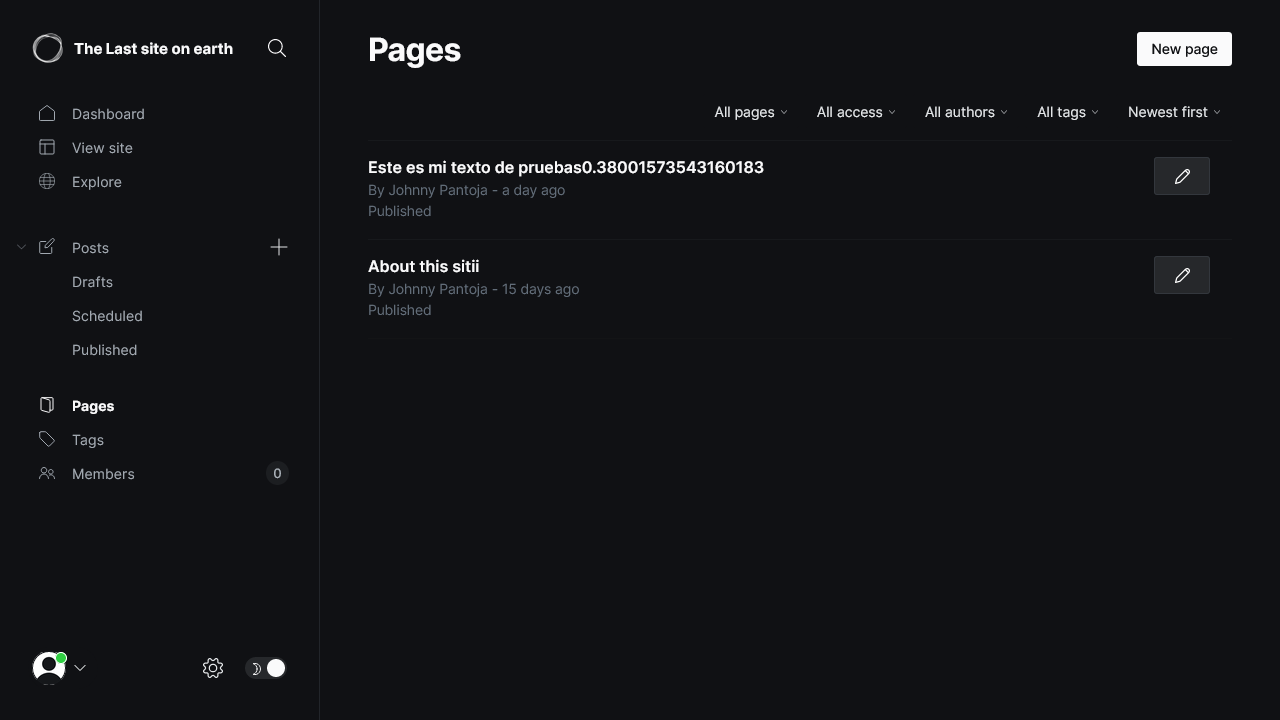 The Last site on earth
Dashboard
View site
Explore
Posts
Drafts
Scheduled
Published
Pages
Tags
Members
0
Pages
New page
All pages
All access
All authors
All tags
Newest first
Este es mi texto de pruebas0.38001573543160183
By Johnny Pantoja - a day ago
Published
About this sitii
By Johnny Pantoja - 15 days ago
Published